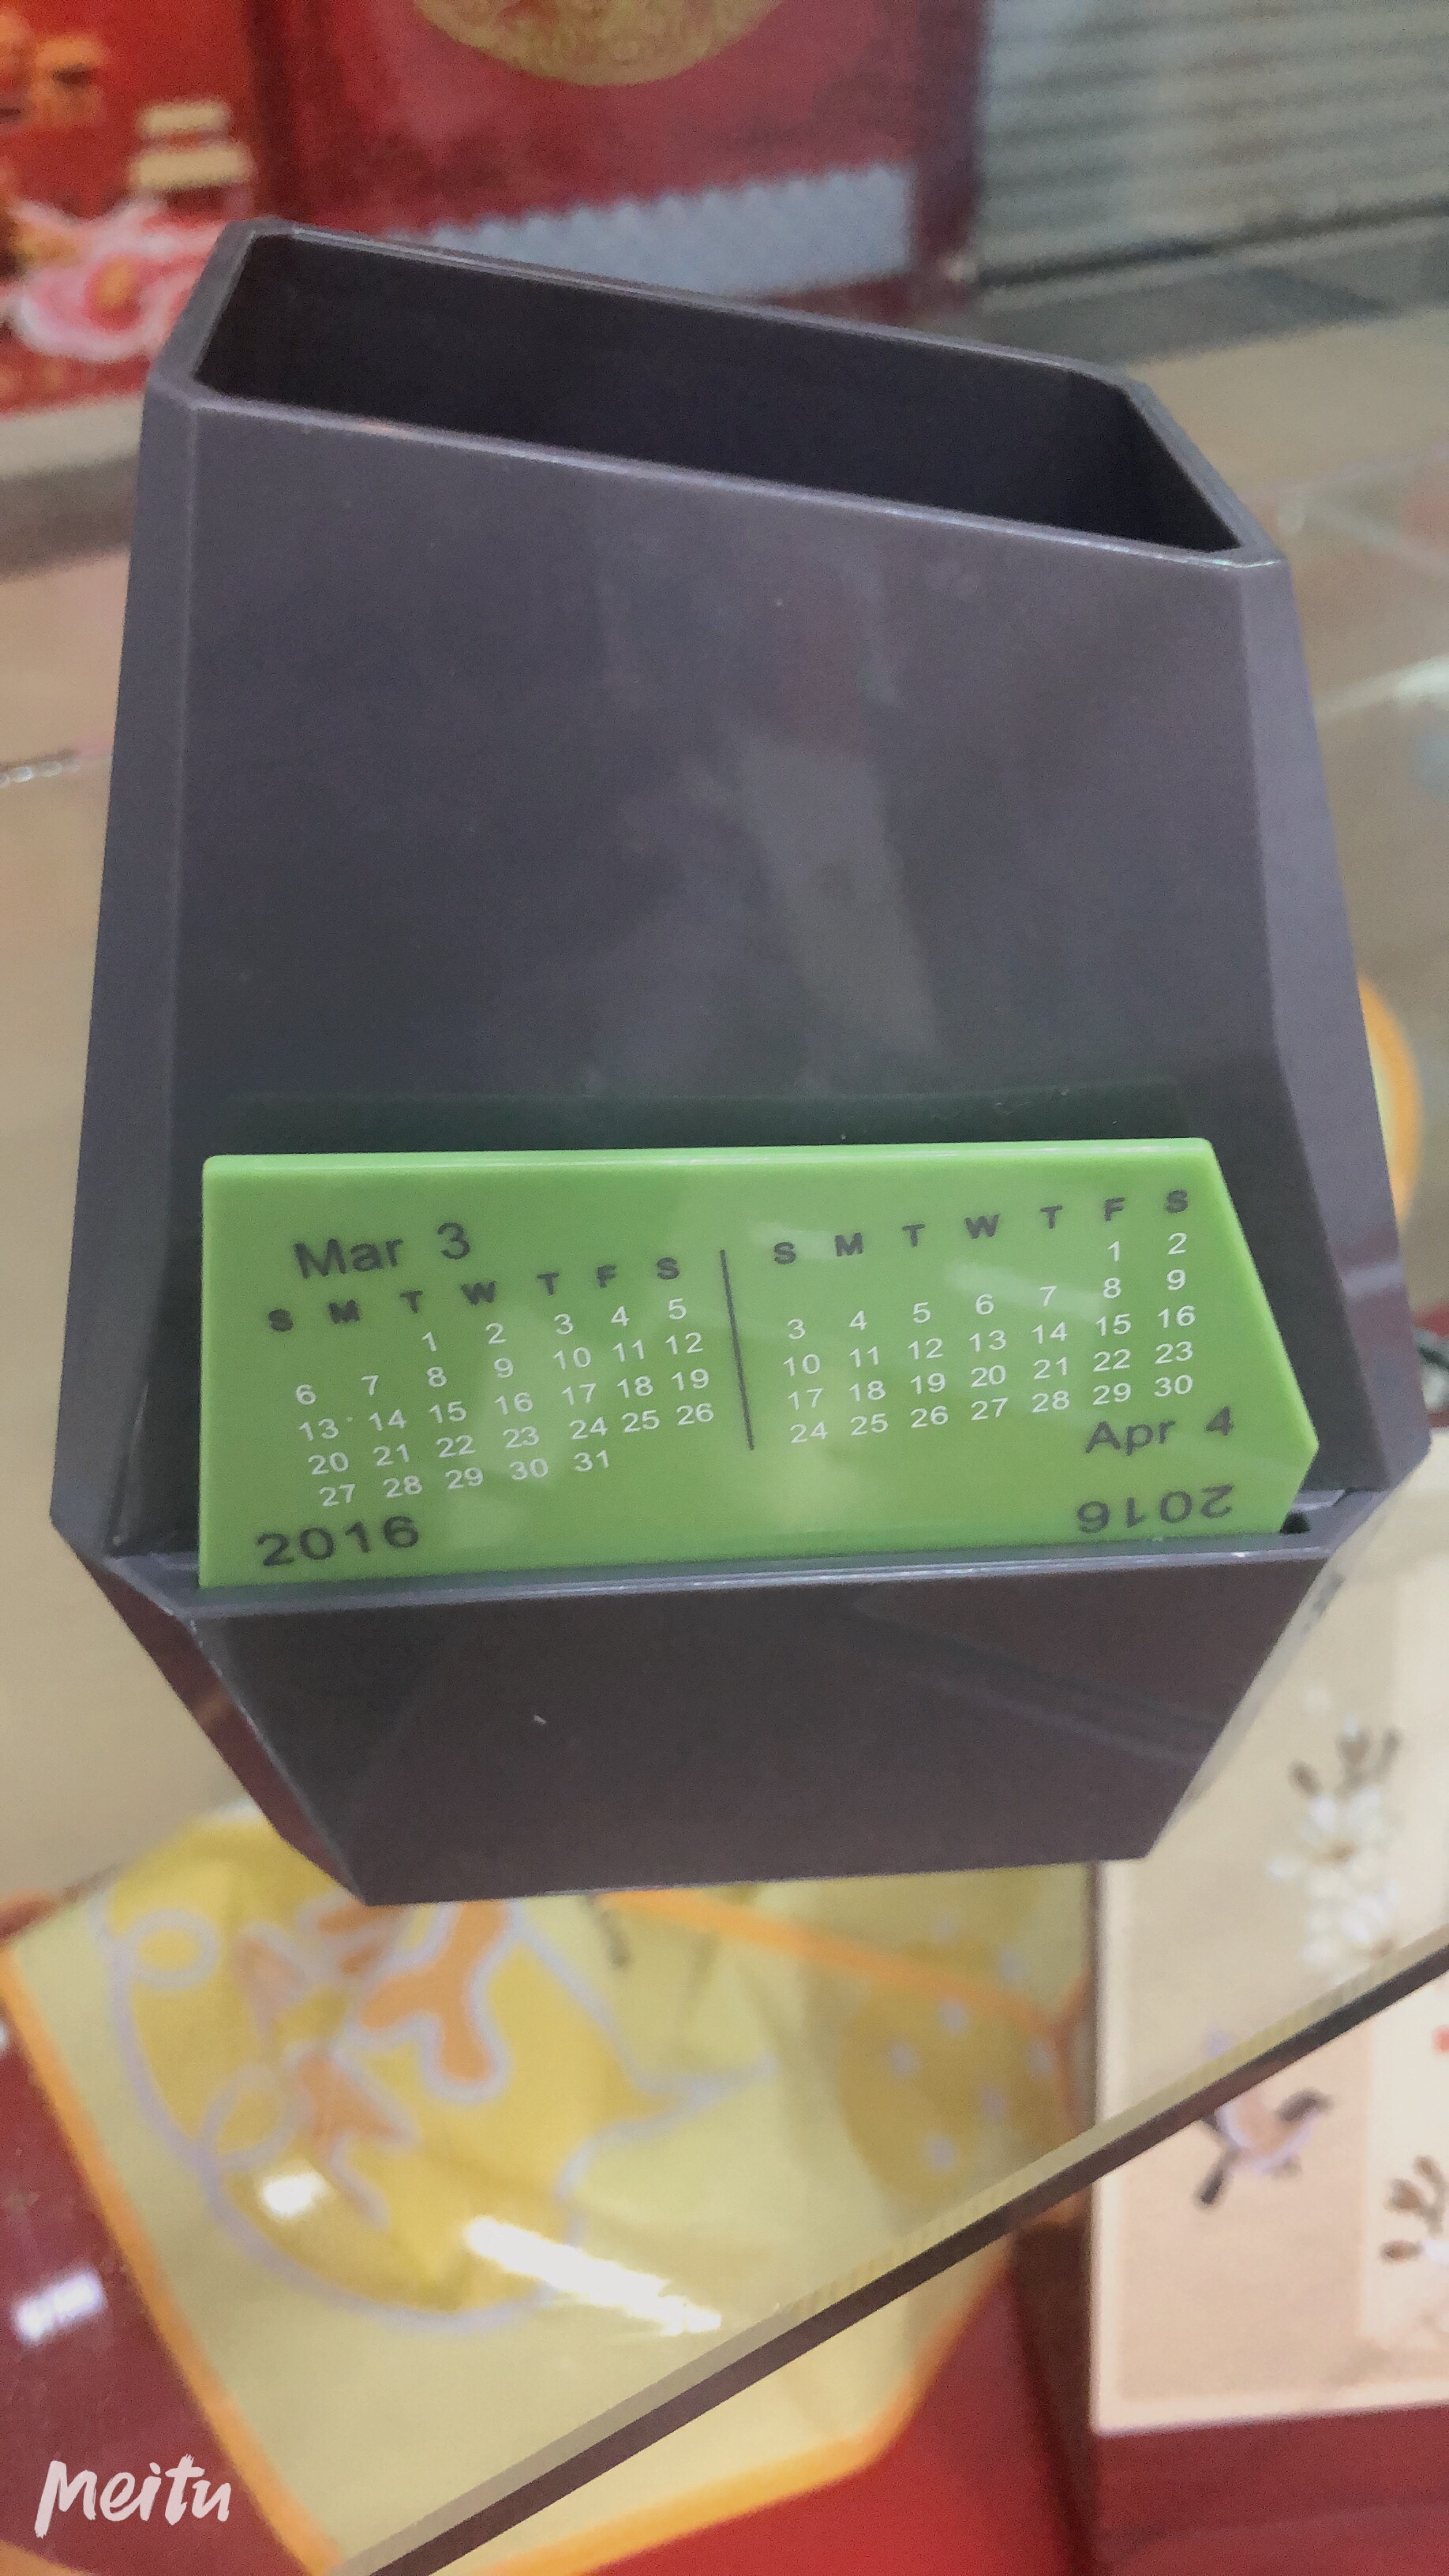 Mar 3
S M T W T F S
1 2 3 4 5
6 7 8 9 10 11 12
13 14 15 16 17 18 19
20 21 22 23 24 25 26
27 28 29 30 31
2016
S M T W T F S
1 2
3 4 5 6 7 8 9
10 11 12 13 14 15 16
17 18 19 20 21 22 23
24 25 26 27 28 29 30
Apr 4
2016
Meitu